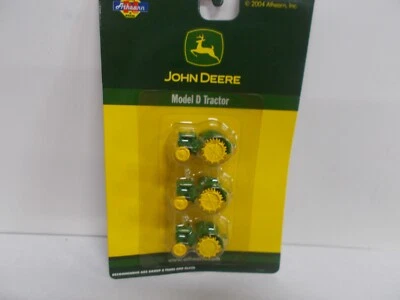 Athearn
© 2004 Athearn, Inc.
JOHN DEERE
Model D Tractor